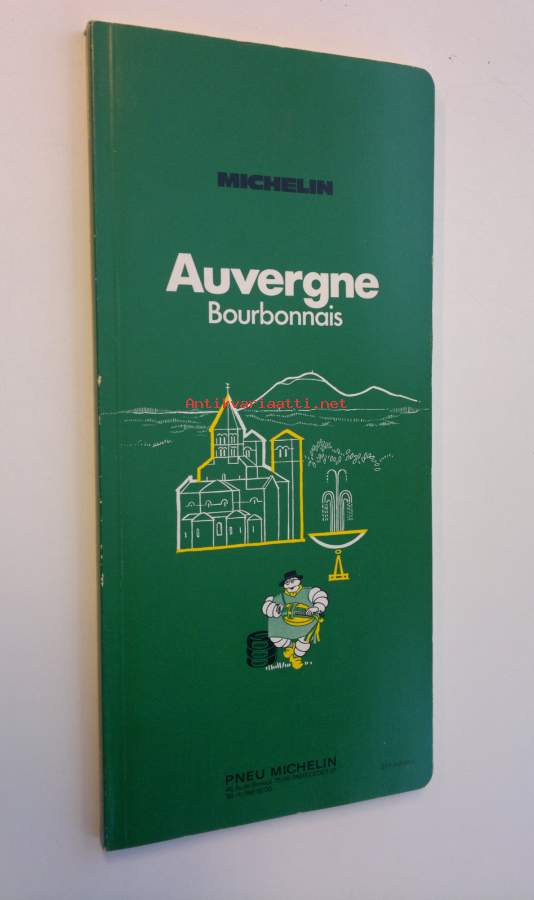 MICHELIN
Auvergne
Bourbonnais
Antikvariaatti.net
PNEU MICHELIN